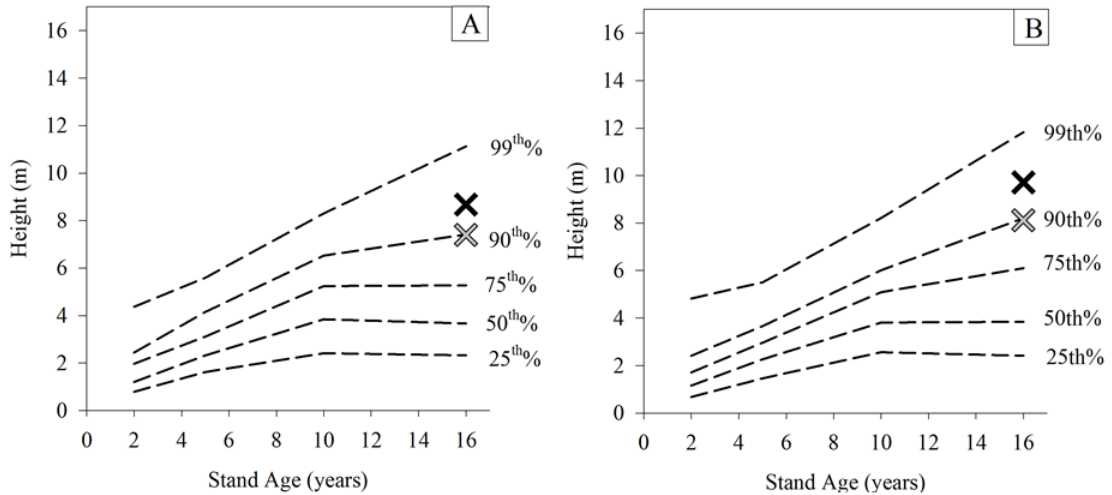 A
16
14
12
10
8
6
4
2
0
Height (m)
99th%
90th%
75th%
50th%
25th%
0 2 4 6 8 10 12 14 16
Stand Age (years)
B
16
14
12
10
8
6
4
2
0
Height (m)
99th%
90th%
75th%
50th%
25th%
0 2 4 6 8 10 12 14 16
Stand Age (years)